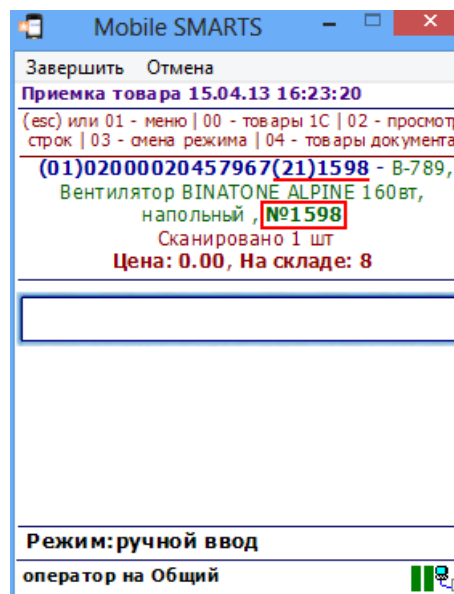 Mobile SMARTS
Завершить Отмена
Приемка товара 15.04.13 16:23:20
(esc) или 01 - меню | 00 - товары 1С | 02 - просмотр
строк | 03 - смена режима | 04 - товары документа
(01)02000020457967(21)1598 - В-789,
Вентилятор BINATONE ALPINE 160вт,
напольный , №1598
Сканировано 1 шт
Цена: 0.00, На складе: 8
Режим:ручной ввод
оператор на Общий